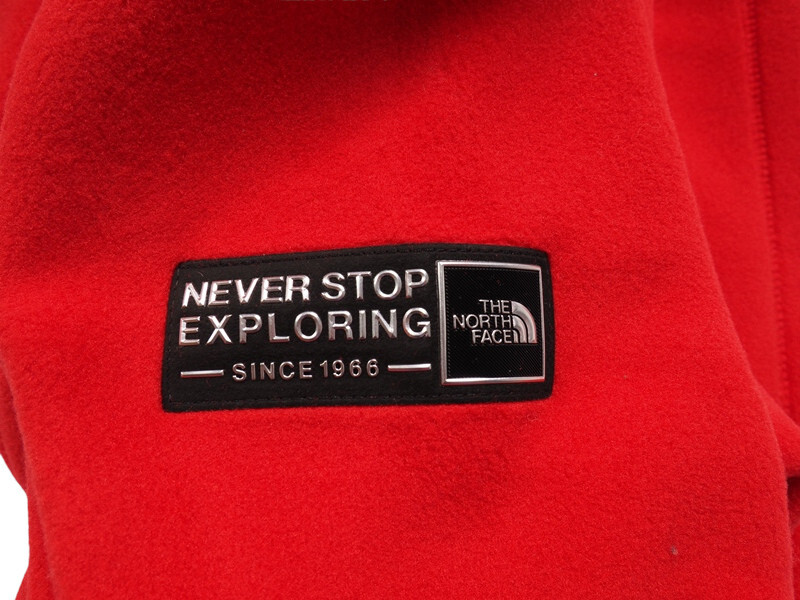 NEVER STOP
EXPLORING
SINCE 1966
THE
NORTH
FACE